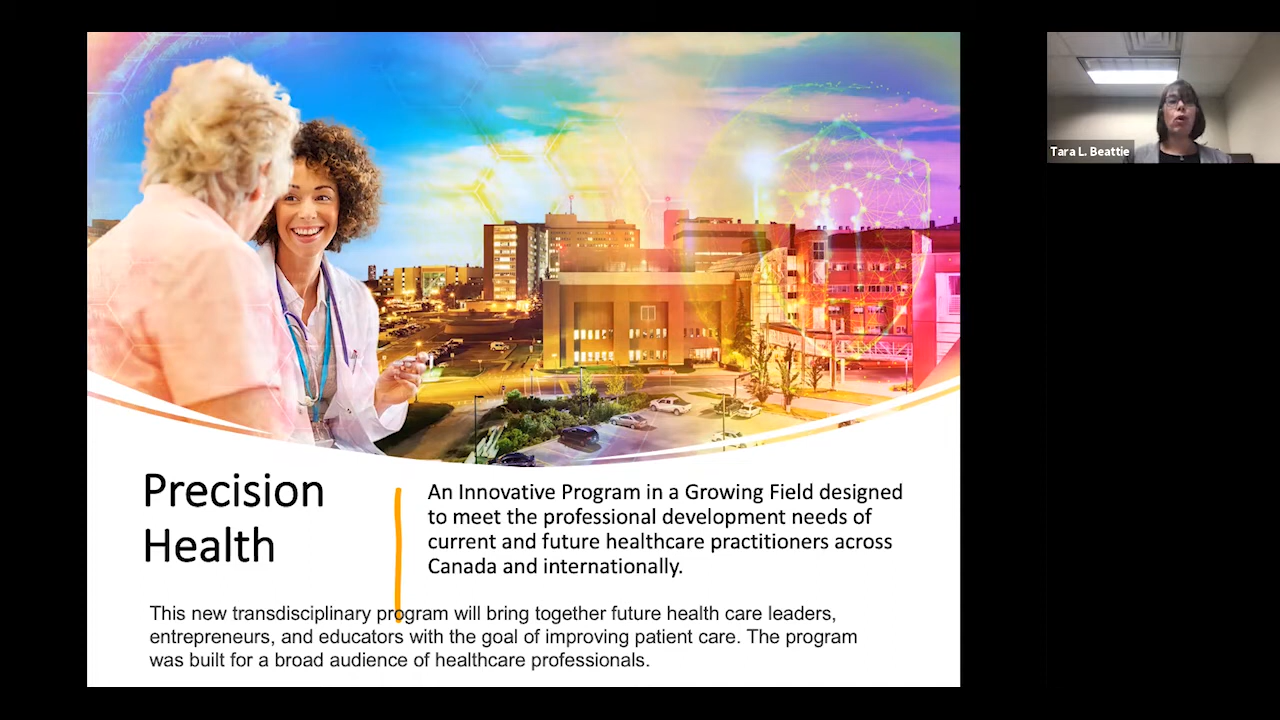 Tara L. Beattie
Precision
Health
An Innovative Program in a Growing Field designed
to meet the professional development needs of
current and future healthcare practitioners across
Canada and internationally.
This new transdisciplinary program will bring together future health care leaders,
entrepreneurs, and educators with the goal of improving patient care. The program
was built for a broad audience of healthcare professionals.